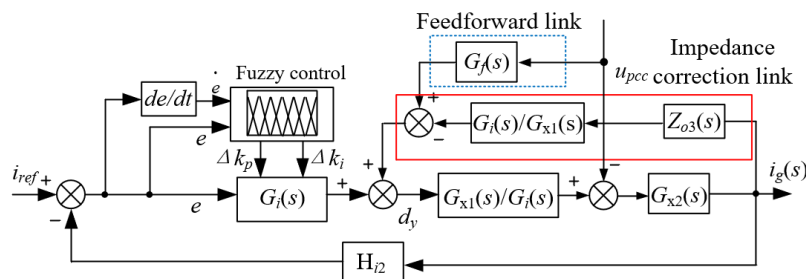 Feedforward link
G_f(s)
u_pcc
Impedance
correction link
Fuzzy control
de/dt
ė
e
G_i(s)/G_x1(s)
Z_o3(s)
+
−
Δk_p
Δk_i
i_ref
+
−
e
G_i(s)
+
+
d_y
G_x1(s)/G_i(s)
+
−
G_x2(s)
i_g(s)
H_i2